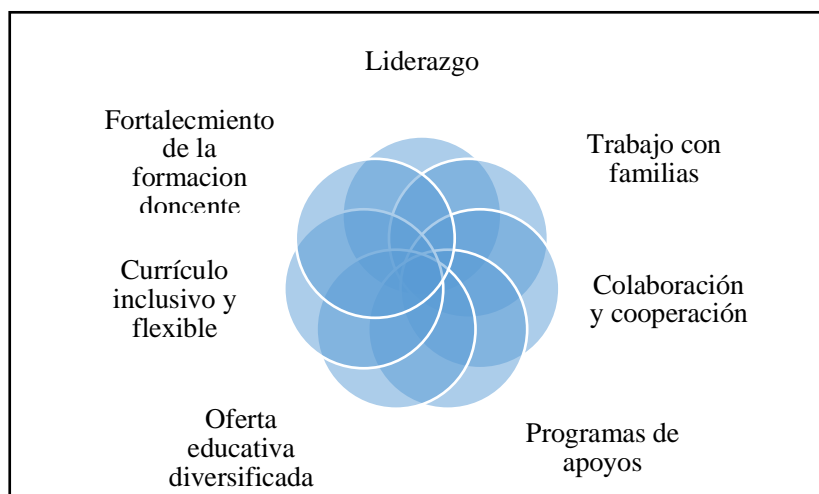 Liderazgo
Trabajo con
familias
Colaboración
y cooperación
Programas de
apoyos
Oferta
educativa
diversificada
Currículo
inclusivo y
flexible
Fortalecmiento
de la
formacion
doncente